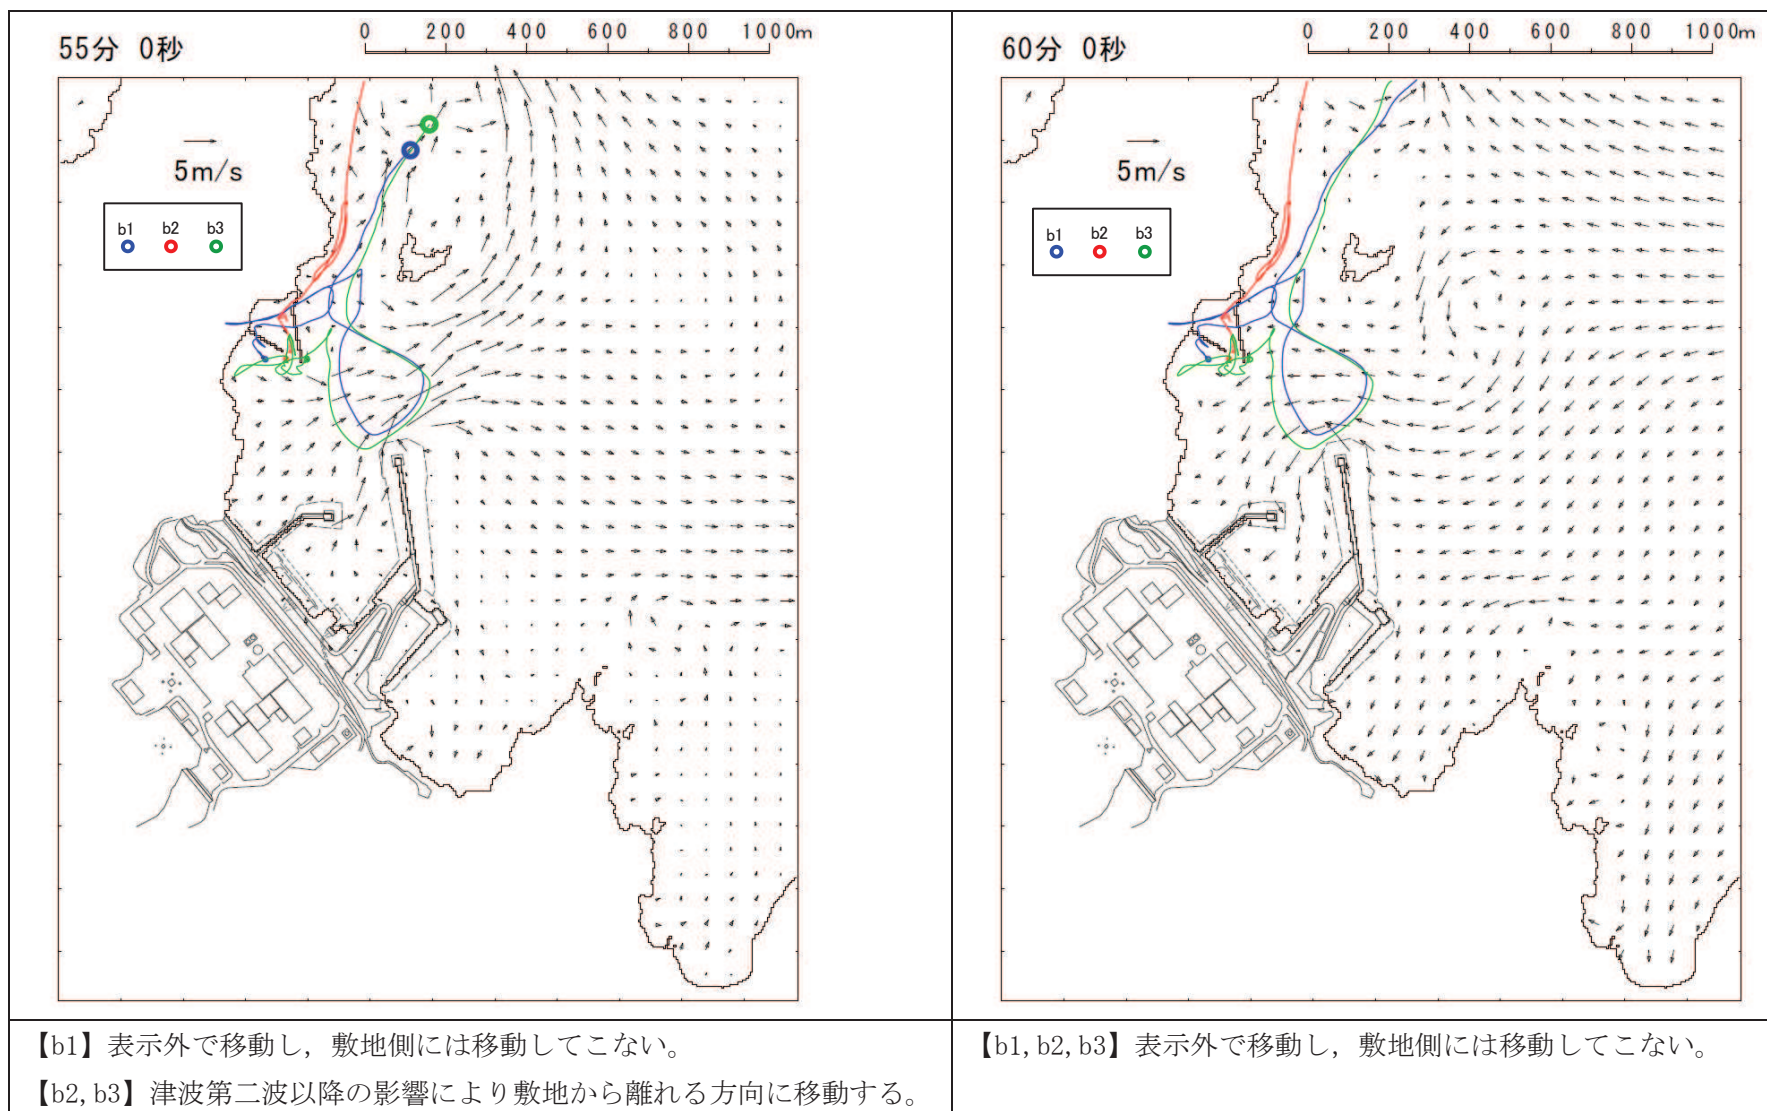 55分 0秒
0 200 400 600 800 1000m
5m/s
b1 b2 b3
【b1】表示外で移動し，敷地側には移動してこない。
【b2,b3】津波第二波以降の影響により敷地から離れる方向に移動する。
60分 0秒
0 200 400 600 800 1000m
5m/s
b1 b2 b3
【b1,b2,b3】表示外で移動し，敷地側には移動してこない。